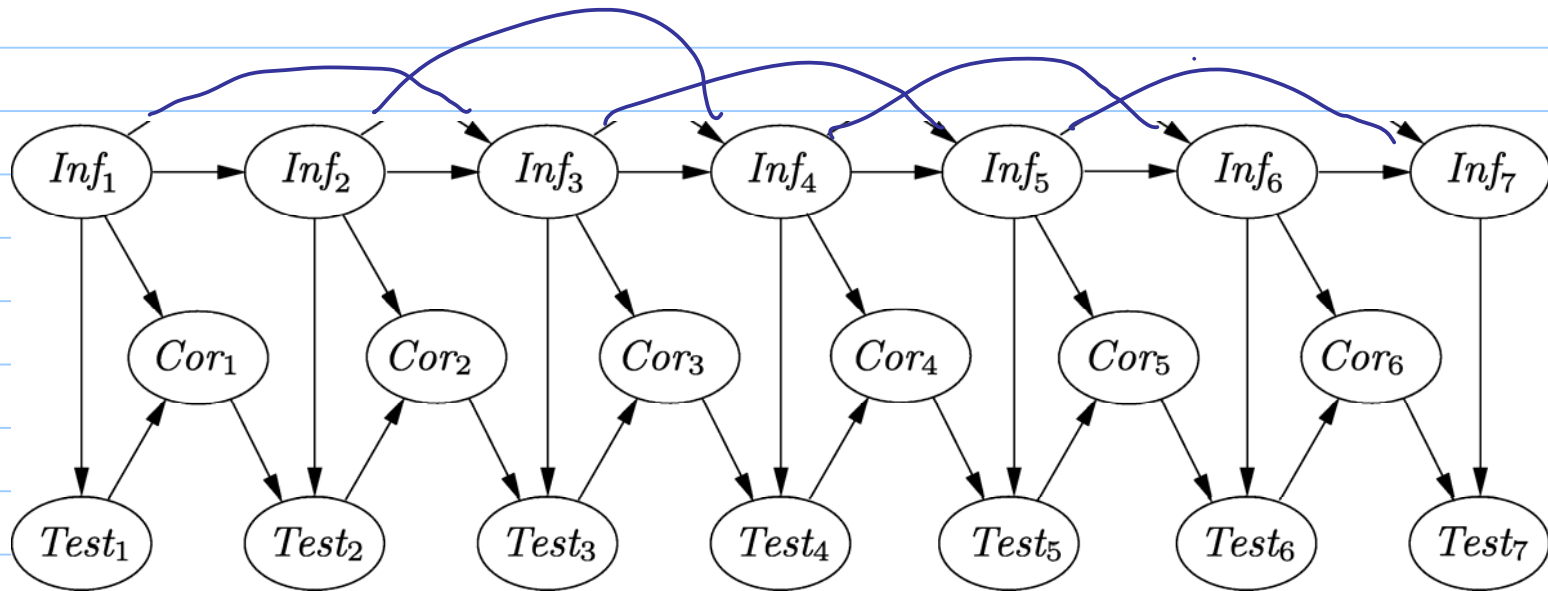 Inf₁ Inf₂ Inf₃ Inf₄ Inf₅ Inf₆ Inf₇
Cor₁ Cor₂ Cor₃ Cor₄ Cor₅ Cor₆
Test₁ Test₂ Test₃ Test₄ Test₅ Test₆ Test₇